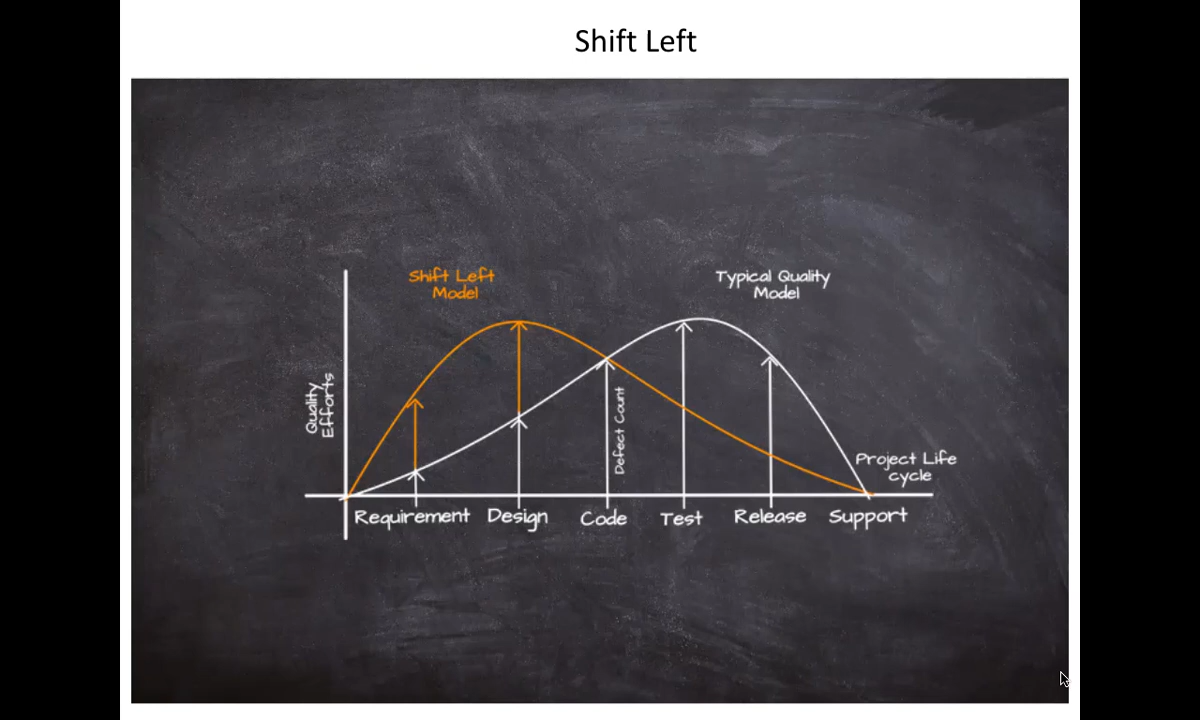 Shift Left
Shift Left
Model
Typical Quality
Model
Quality
Efforts
Defect Count
Project Life
cycle
Requirement
Design
Code
Test
Release
Support